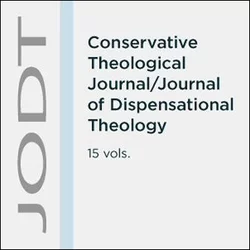 JODT
Conservative
Theological
Journal/Journal
of Dispensational
Theology
15 vols.